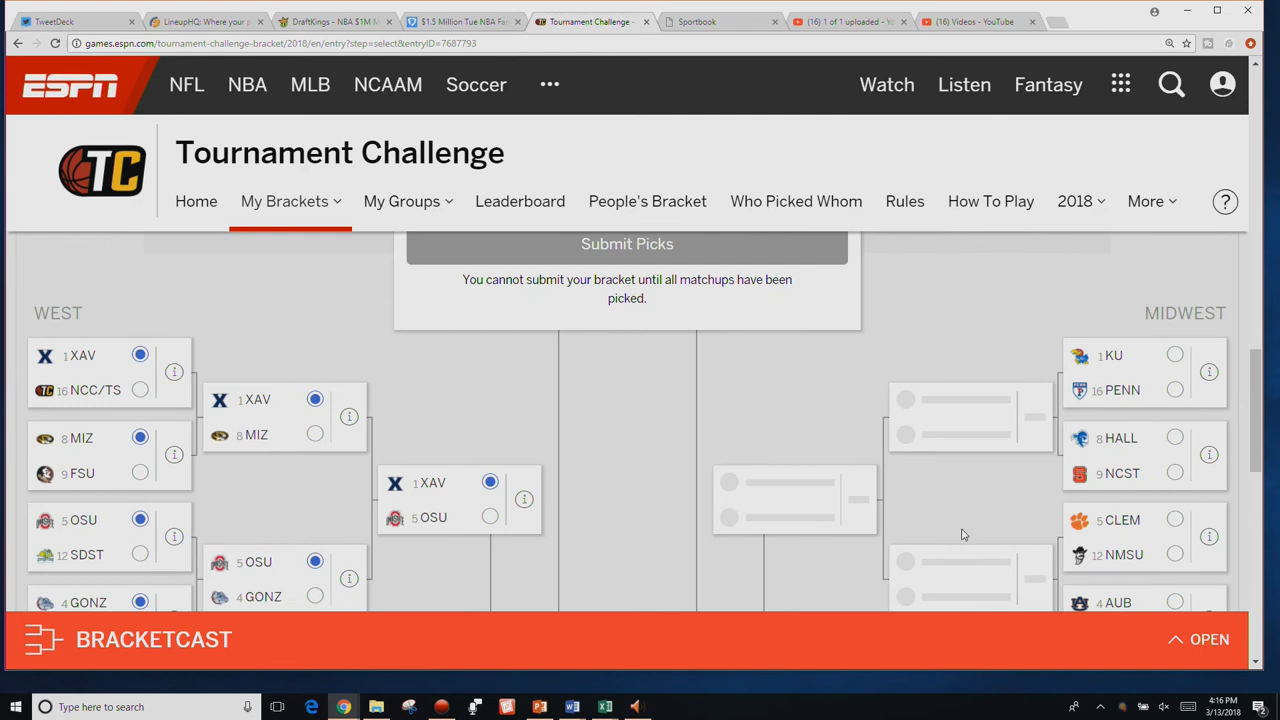 TweetDeck
LineupHQ: Where your p
DraftKings - NBA $1M M
$1.5 Million Tue NBA Fan
Tournament Challenge -
Sportbook
(16) 1 of 1 uploaded - Yo
(16) Videos - YouTube
games.espn.com/tournament-challenge-bracket/2018/en/entry?step=select&entryID=7687793
ESPN
NFL
NBA
MLB
NCAAM
Soccer
•••
Watch
Listen
Fantasy
TC
Tournament Challenge
Home
My Brackets
My Groups
Leaderboard
People's Bracket
Who Picked Whom
Rules
How To Play
2018
More
?
Submit Picks
You cannot submit your bracket until all matchups have been
picked.
WEST
MIDWEST
1 XAV
16 NCC/TS
8 MIZ
9 FSU
5 OSU
12 SDST
4 GONZ
1 XAV
8 MIZ
5 OSU
4 GONZ
1 XAV
5 OSU
1 KU
16 PENN
8 HALL
9 NCST
5 CLEM
12 NMSU
4 AUB
BRACKETCAST
OPEN
Type here to search
4:16 PM
3/13/2018
2